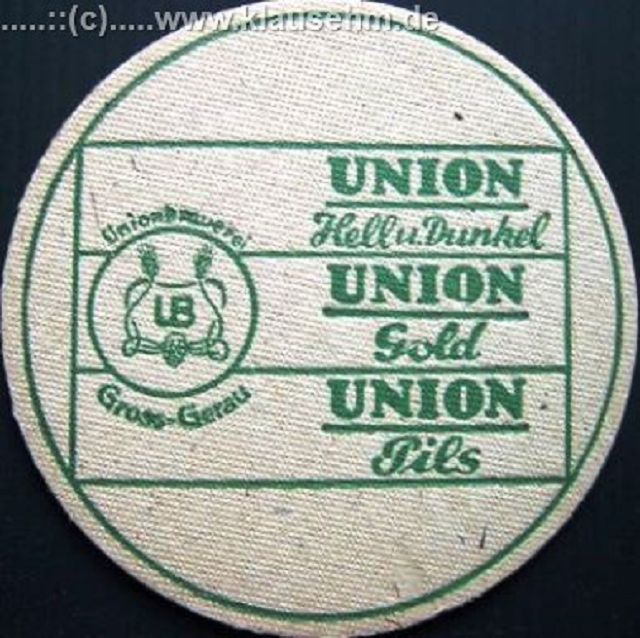 .....::(c).....www.klausehm.de
UNION
Hell u. Dunkel
Unionbrauerei
UB
Gross-Gerau
UNION
Gold
UNION
Pils